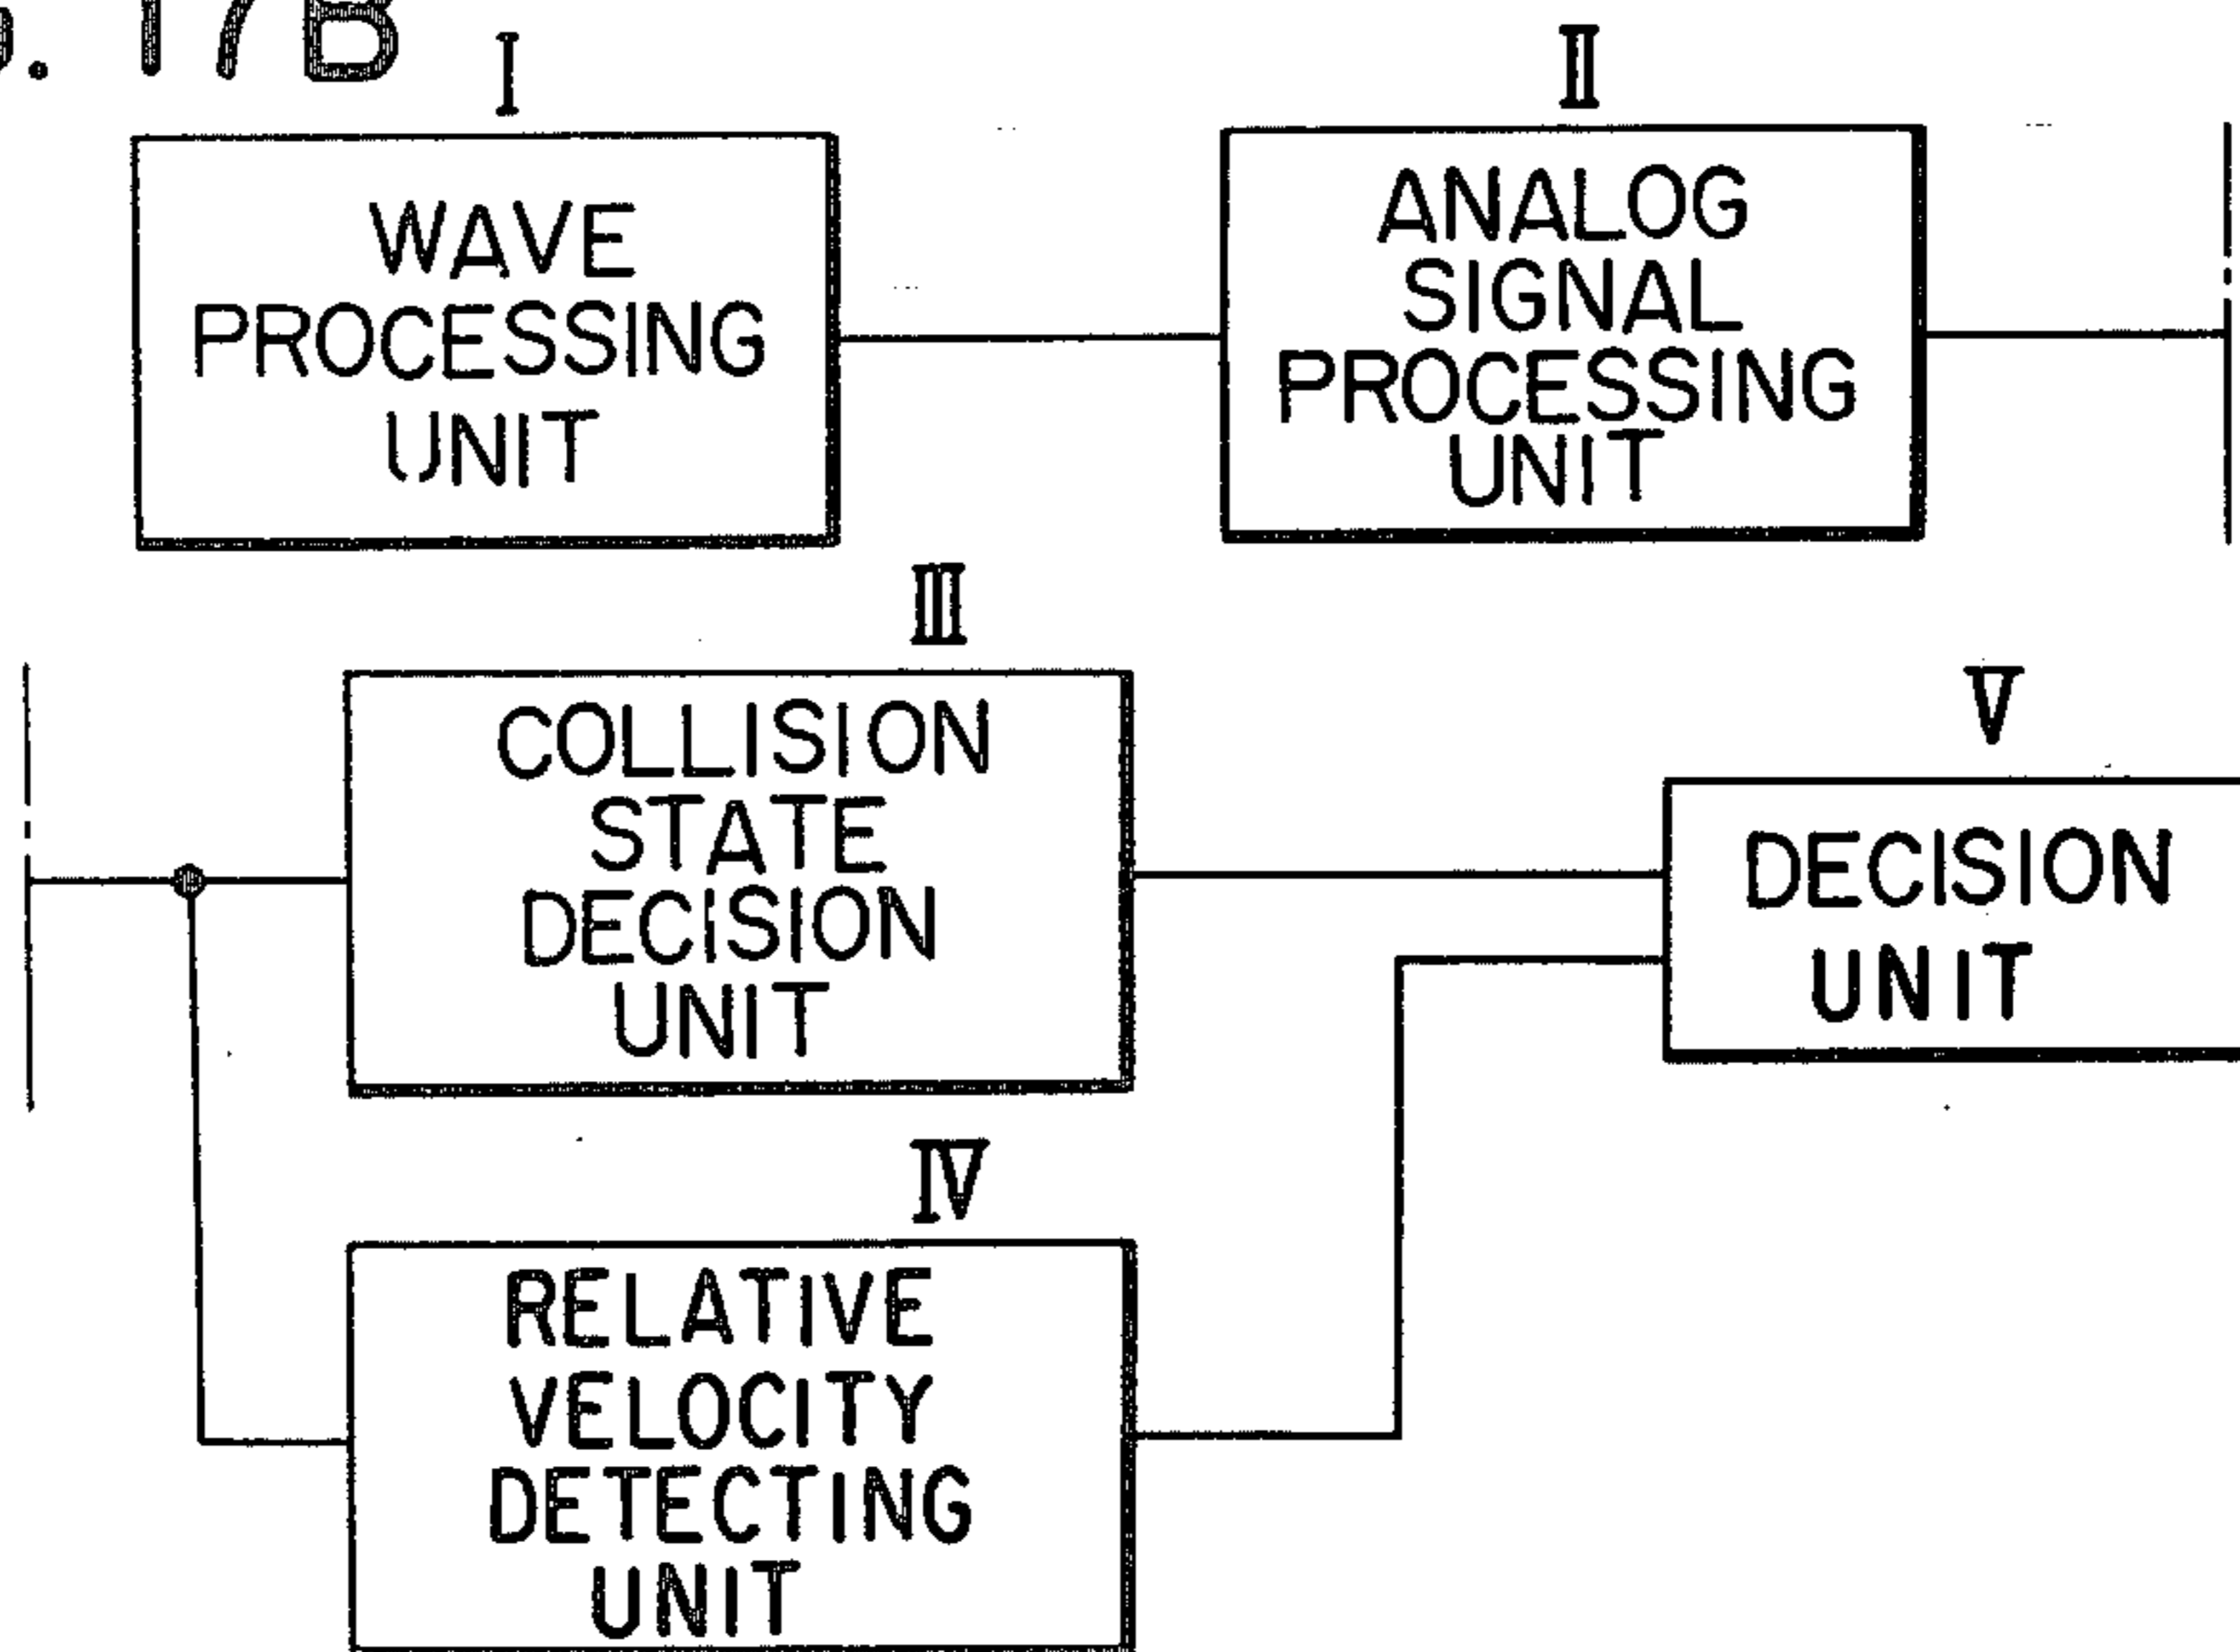 . 17B
I
WAVE
PROCESSING
UNIT
II
ANALOG
SIGNAL
PROCESSING
UNIT
III
COLLISION
STATE
DECISION
UNIT
IV
RELATIVE
VELOCITY
DETECTING
UNIT
V
DECISION
UNIT